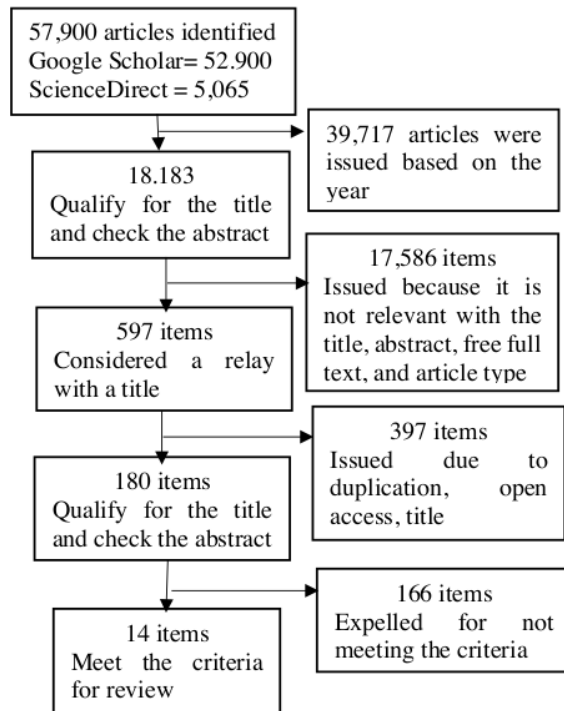 57,900 articles identified
Google Scholar= 52.900
ScienceDirect = 5,065
39,717 articles were
issued based on the
year
18.183
Qualify for the title
and check the abstract
17,586 items
Issued because it is
not relevant with the
title, abstract, free full
text, and article type
597 items
Considered a relay
with a title
397 items
Issued due to
duplication, open
access, title
180 items
Qualify for the title
and check the abstract
166 items
Expelled for not
meeting the criteria
14 items
Meet the criteria
for review